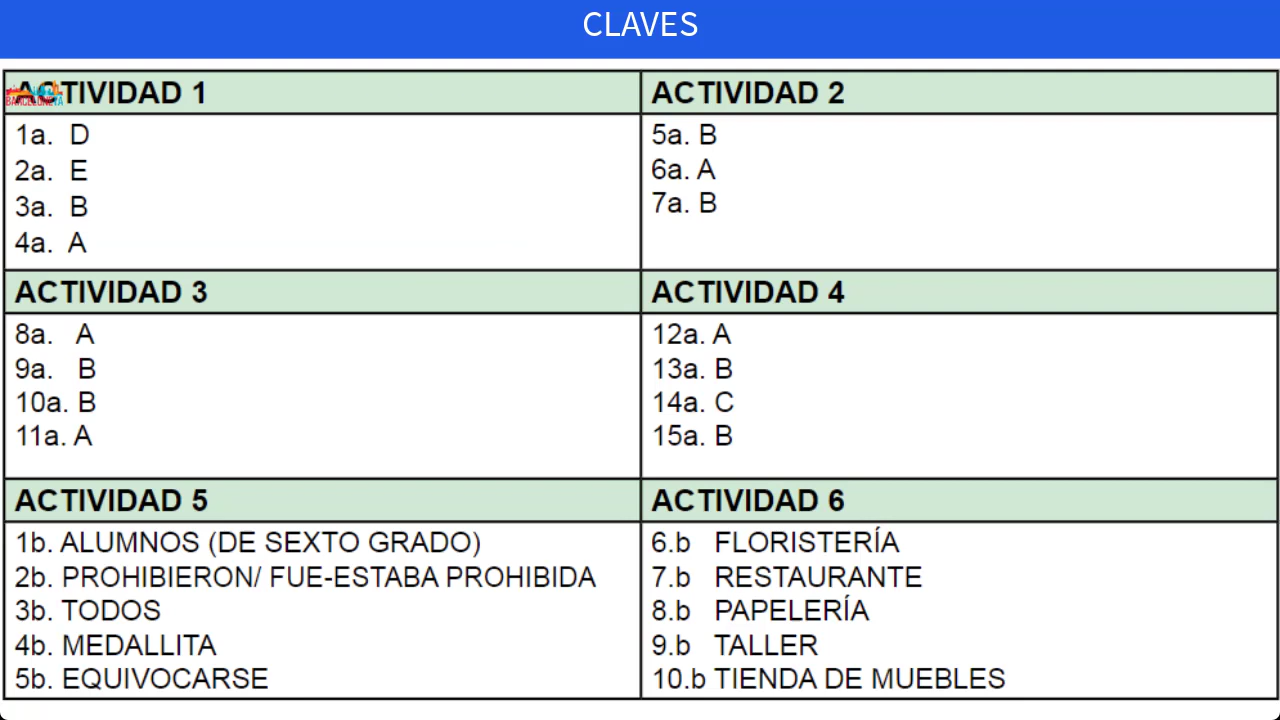 CLAVES
ACTIVIDAD 1
BARCELONEYA
1a. D
2a. E
3a. B
4a. A
ACTIVIDAD 2
5a. B
6a. A
7a. B
ACTIVIDAD 3
8a. A
9a. B
10a. B
11a. A
ACTIVIDAD 4
12a. A
13a. B
14a. C
15a. B
ACTIVIDAD 5
1b. ALUMNOS (DE SEXTO GRADO)
2b. PROHIBIERON/ FUE-ESTABA PROHIBIDA
3b. TODOS
4b. MEDALLITA
5b. EQUIVOCARSE
ACTIVIDAD 6
6.b FLORISTERÍA
7.b RESTAURANTE
8.b PAPELERÍA
9.b TALLER
10.b TIENDA DE MUEBLES